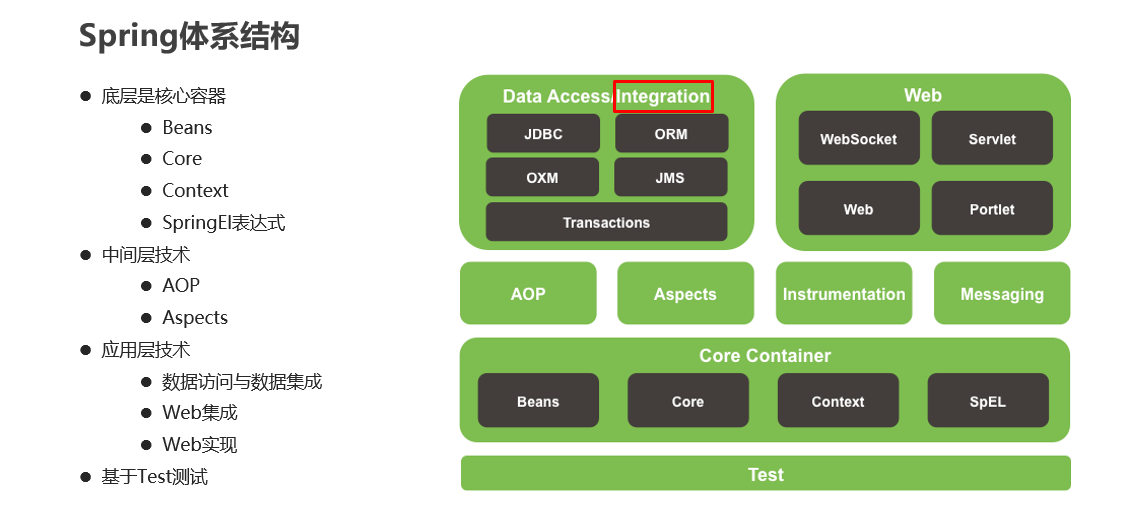 Spring体系结构
底层是核心容器
Beans
Core
Context
SpringEl表达式
中间层技术
AOP
Aspects
应用层技术
数据访问与数据集成
Web集成
Web实现
基于Test测试
Data Access/Integration
JDBC
ORM
OXM
JMS
Transactions
Web
WebSocket
Servlet
Web
Portlet
AOP
Aspects
Instrumentation
Messaging
Core Container
Beans
Core
Context
SpEL
Test